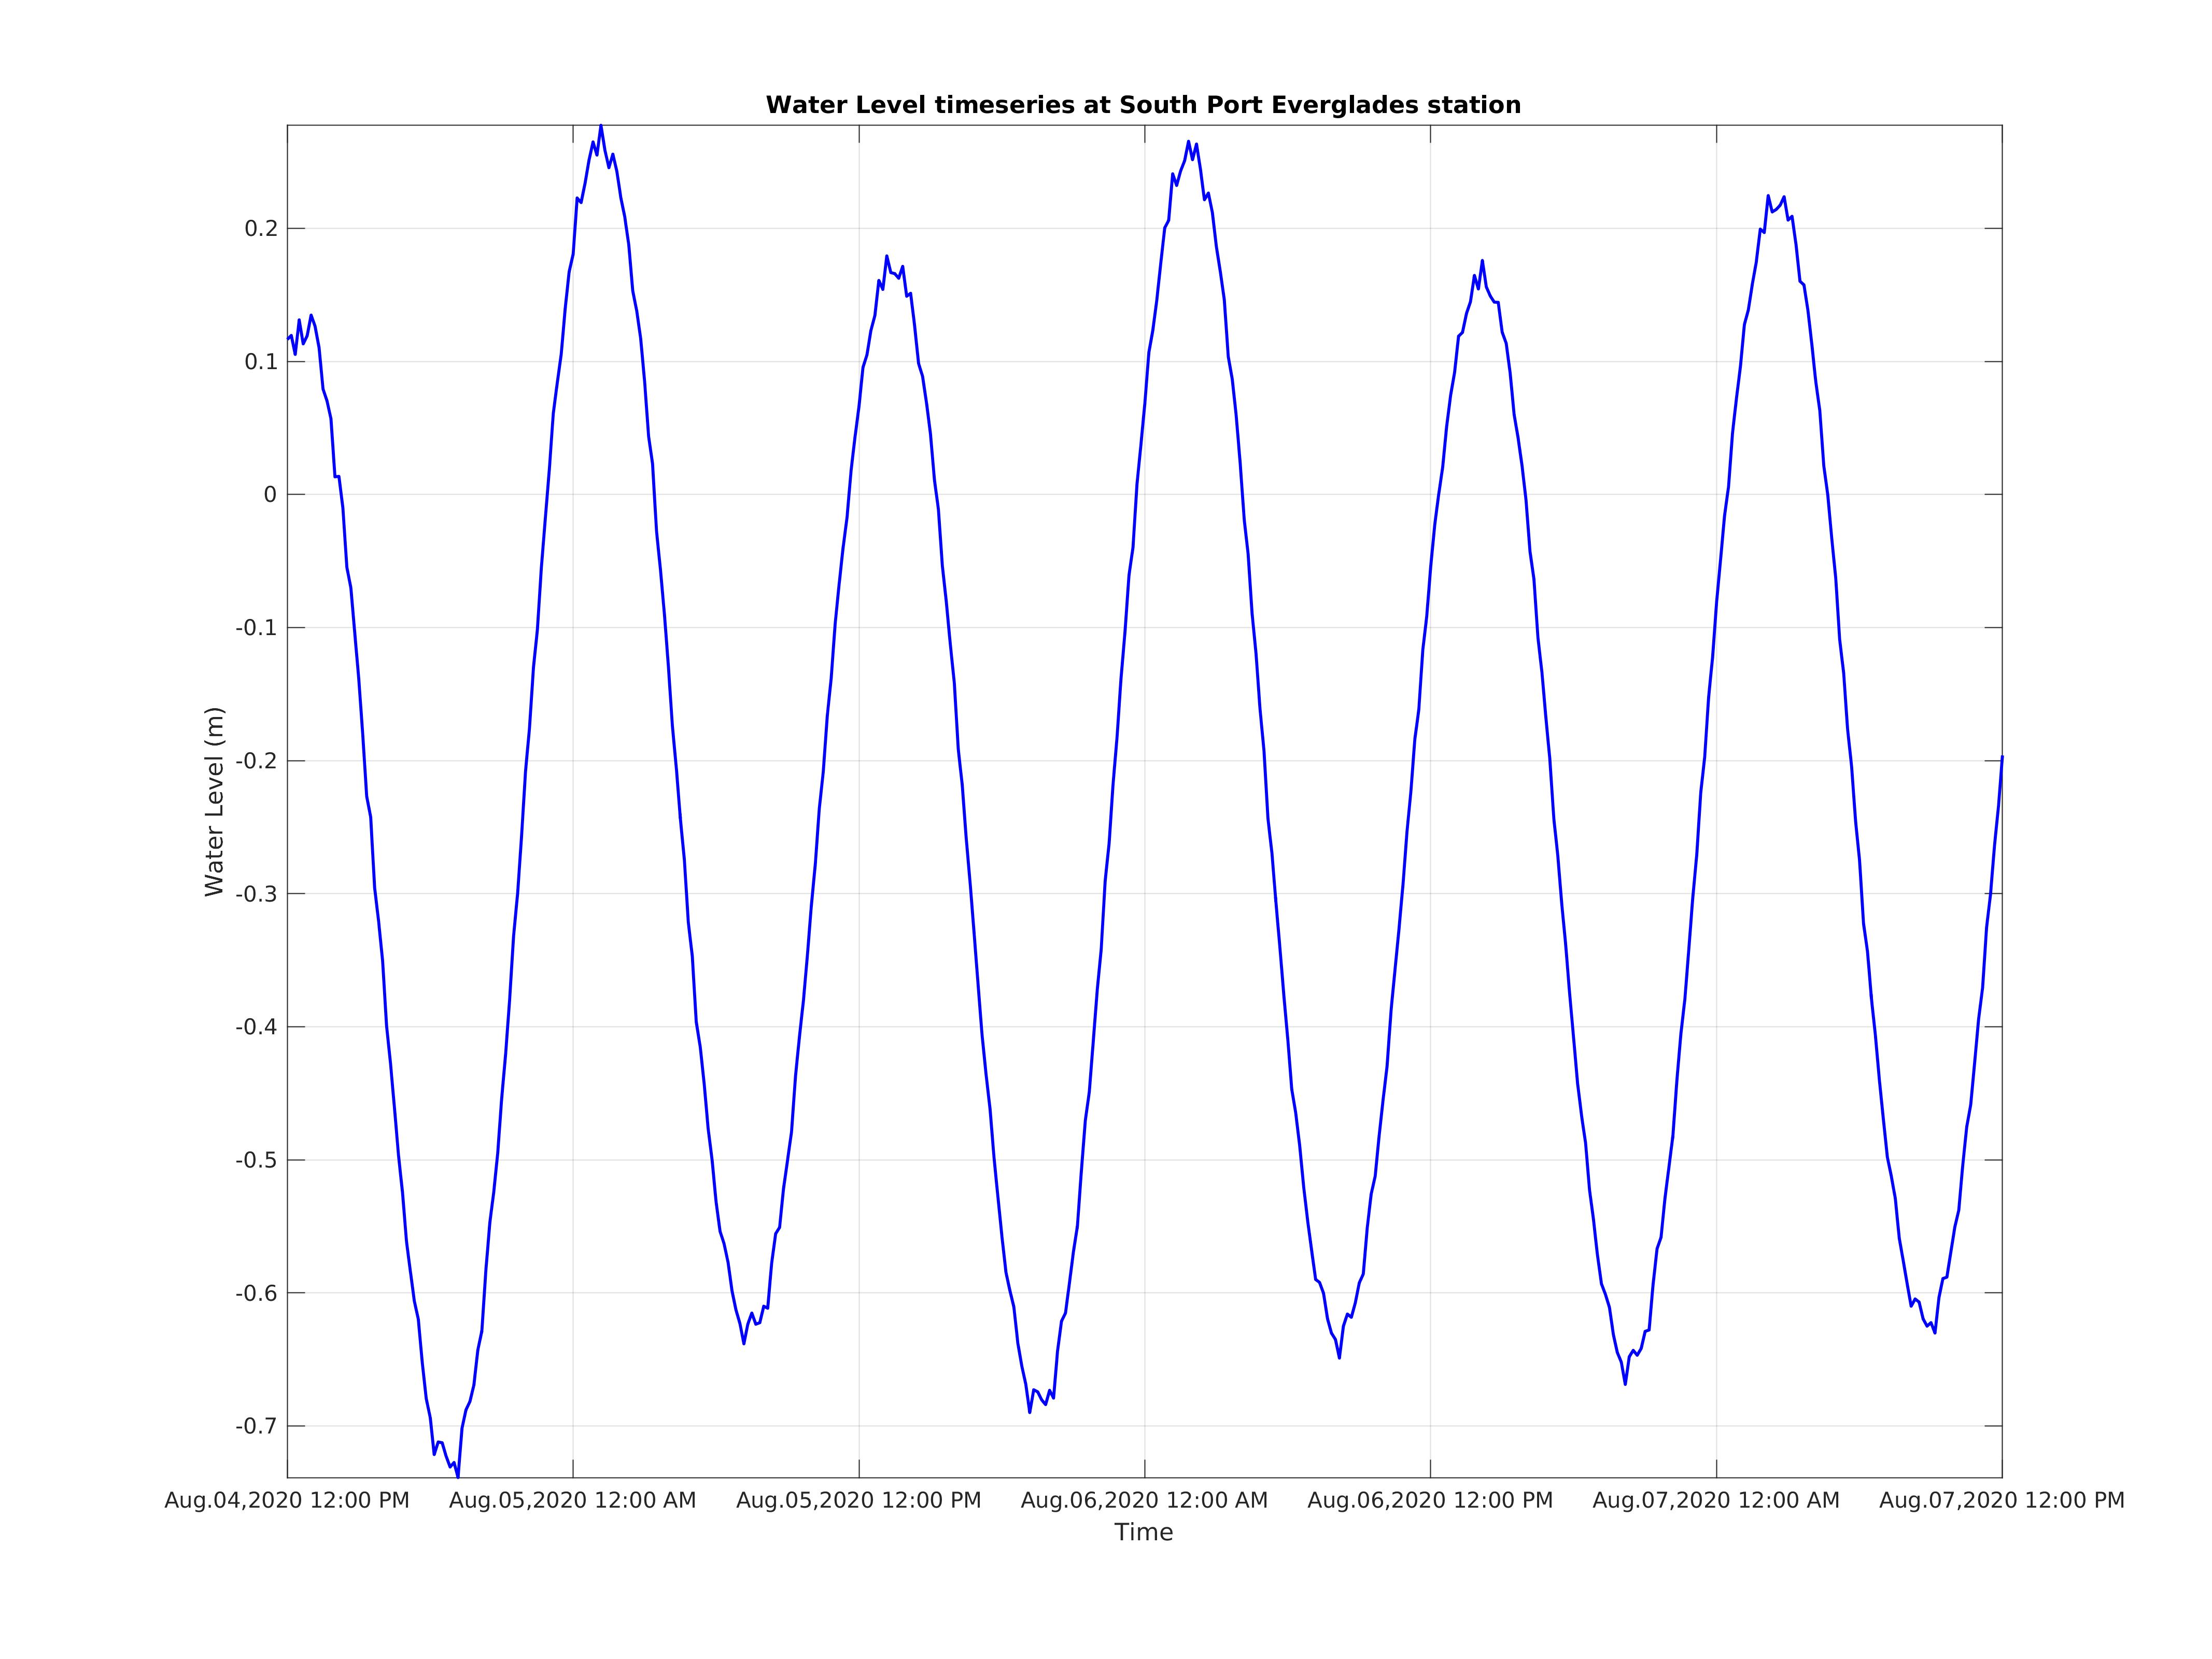 Water Level timeseries at South Port Everglades station
0.2
0.1
0
-0.1
-0.2
-0.3
-0.4
-0.5
-0.6
-0.7
Water Level (m)
Aug.04,2020 12:00 PM Aug.05,2020 12:00 AM Aug.05,2020 12:00 PM Aug.06,2020 12:00 AM Aug.06,2020 12:00 PM Aug.07,2020 12:00 AM Aug.07,2020 12:00 PM
Time